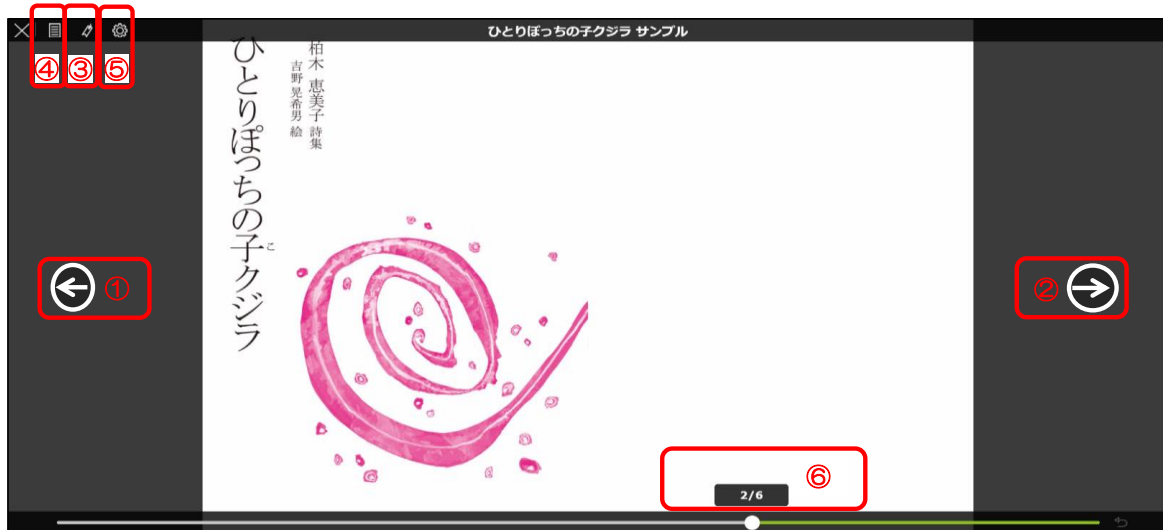 ひとりぼっちの子クジラ サンプル
④
③
⑤
柏木 恵美子 詩集
吉野晃希男 絵
ひとりぼっちの子クジラ
こ
①
②
⑥
2/6